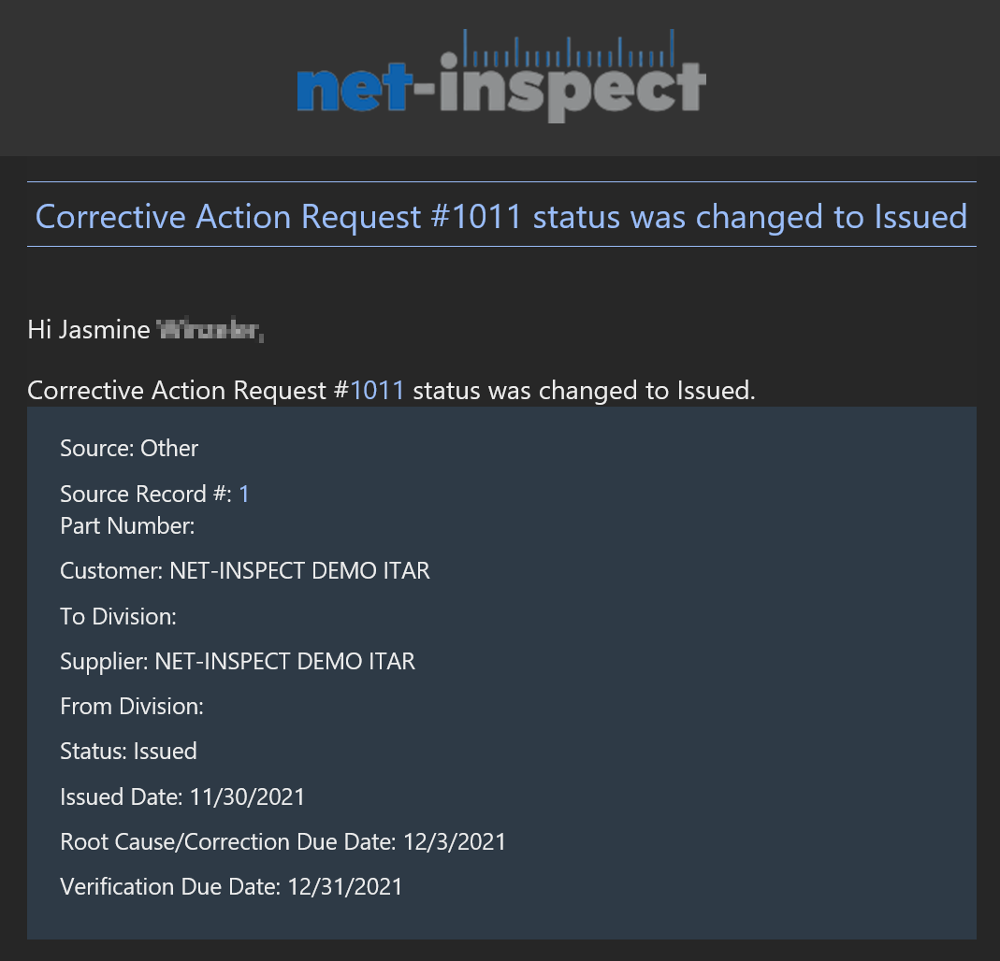 net-inspect
Corrective Action Request #1011 status was changed to Issued
Hi Jasmine
Corrective Action Request #1011 status was changed to Issued.
Source: Other
Source Record #: 1
Part Number:
Customer: NET-INSPECT DEMO ITAR
To Division:
Supplier: NET-INSPECT DEMO ITAR
From Division:
Status: Issued
Issued Date: 11/30/2021
Root Cause/Correction Due Date: 12/3/2021
Verification Due Date: 12/31/2021